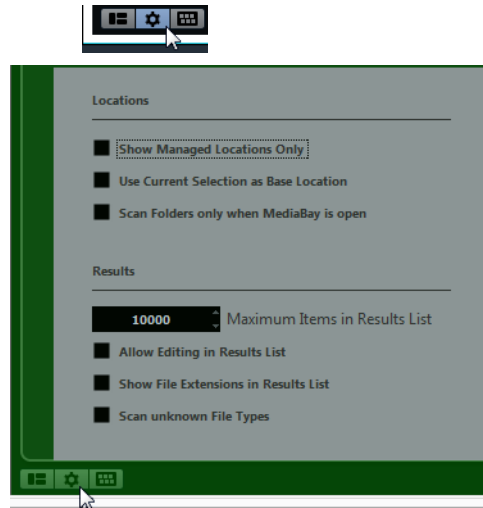 Locations
Show Managed Locations Only
Use Current Selection as Base Location
Scan Folders only when MediaBay is open
Results
10000 Maximum Items in Results List
Allow Editing in Results List
Show File Extensions in Results List
Scan unknown File Types